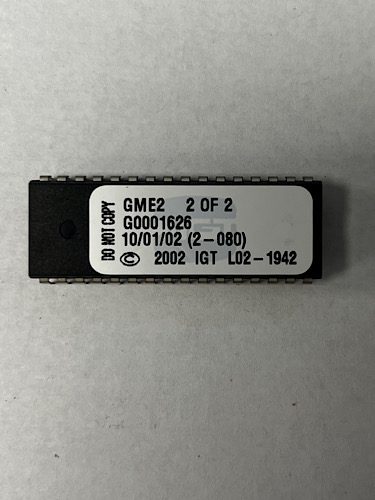 DO NOT COPY
GME2 2 OF 2
G0001626
10/01/02 (2-080)
© 2002 IGT L02-1942